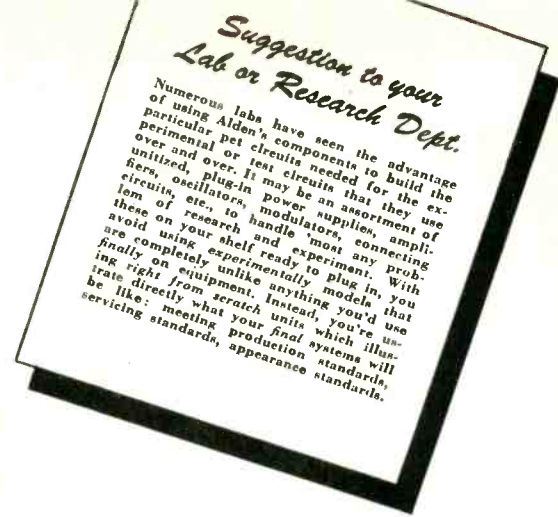 Suggestion to your
Lab or Research Dept.
Numerous labs have seen the advantage
of using Alden's components to build the
particular pet circuits needed for the ex-
perimental or test circuits that they use
over and over. It may be an assortment of
unitized, plug-in power supplies, ampli-
fiers, oscillators, modulators, connecting
circuits, etc., to handle 'most any prob-
lem of research and experiment. With
these on your shelf ready to plug in, you
avoid using experimentally models that
are completely unlike anything you'd use
finally on equipment. Instead, you're us-
ing right from scratch units which illus-
trate directly what your final systems will
be like: meeting production standards,
servicing standards, appearance standards.